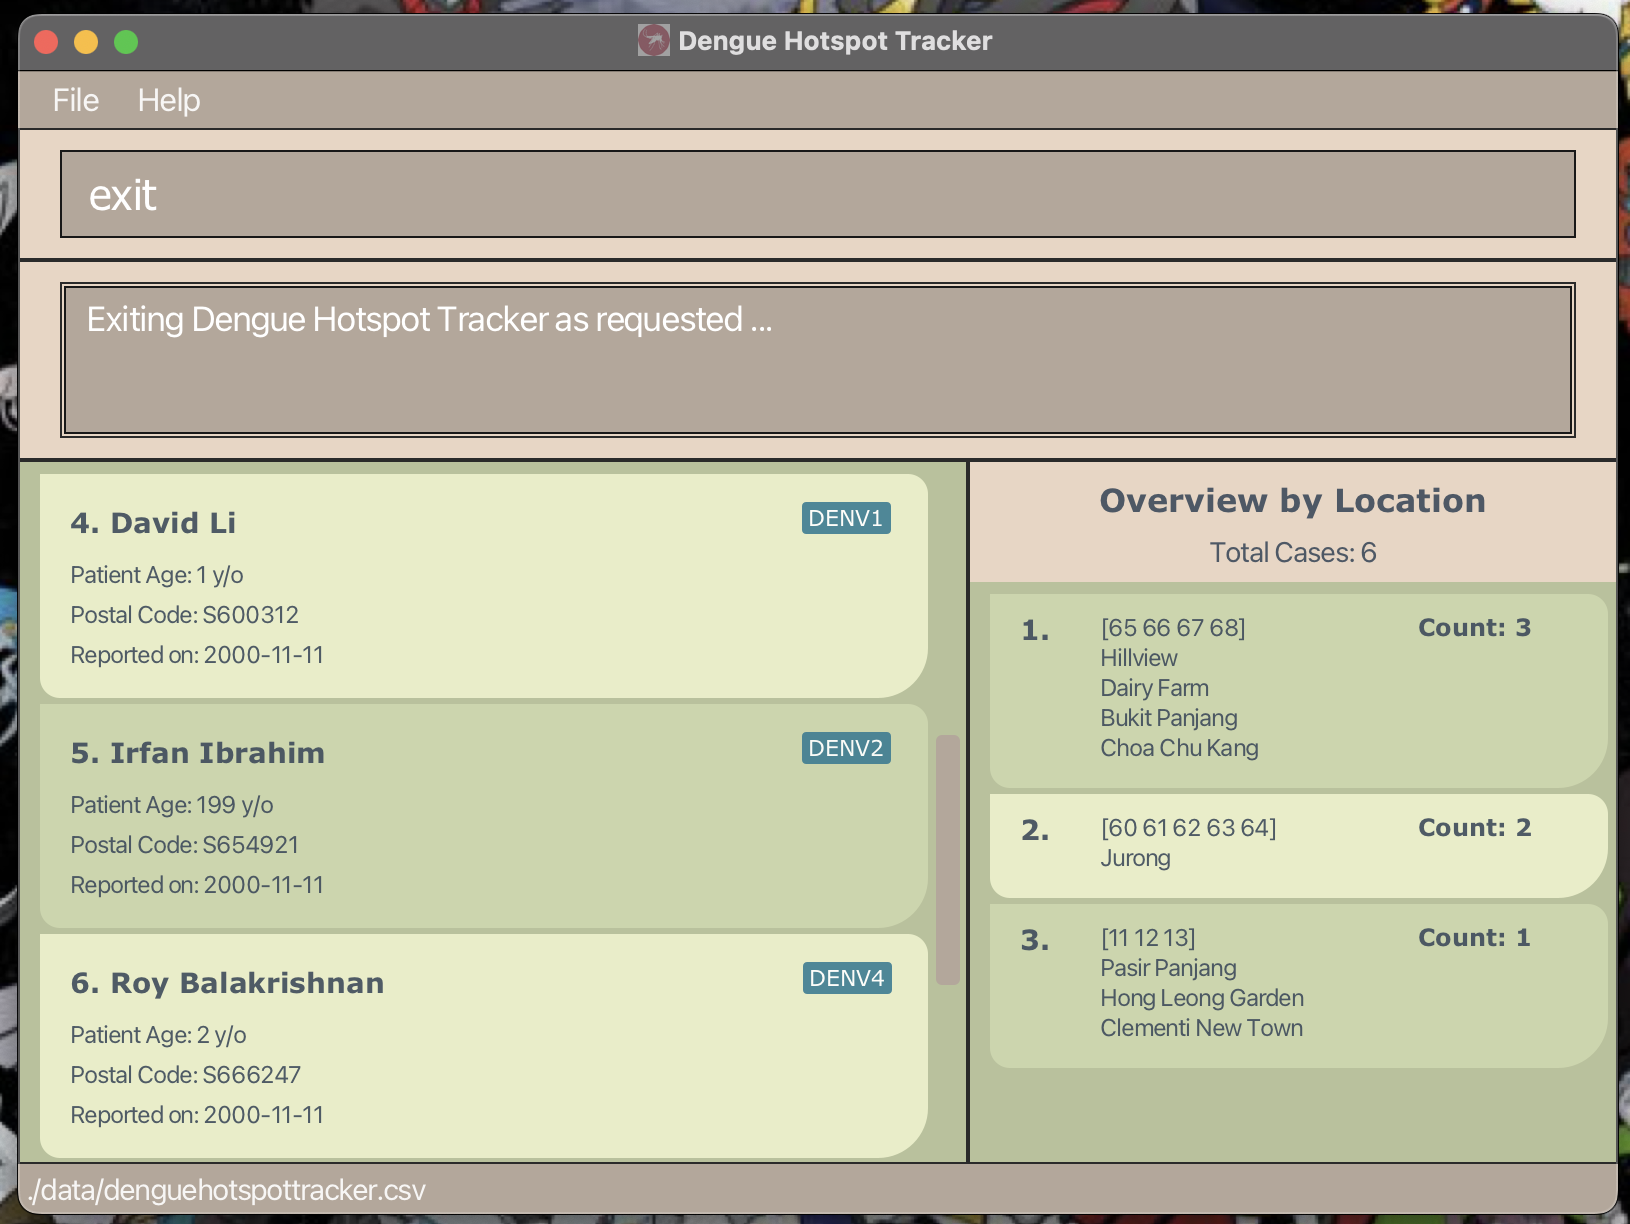 Dengue Hotspot Tracker
File Help
exit
Exiting Dengue Hotspot Tracker as requested ...
4. David Li
DENV1
Patient Age: 1 y/o
Postal Code: S600312
Reported on: 2000-11-11
5. Irfan Ibrahim
DENV2
Patient Age: 199 y/o
Postal Code: S654921
Reported on: 2000-11-11
6. Roy Balakrishnan
DENV4
Patient Age: 2 y/o
Postal Code: S666247
Reported on: 2000-11-11
Overview by Location
Total Cases: 6
1. [65 66 67 68] Count: 3
Hillview
Dairy Farm
Bukit Panjang
Choa Chu Kang
2. [60 61 62 63 64] Count: 2
Jurong
3. [11 12 13] Count: 1
Pasir Panjang
Hong Leong Garden
Clementi New Town
./data/denguehotspottracker.csv